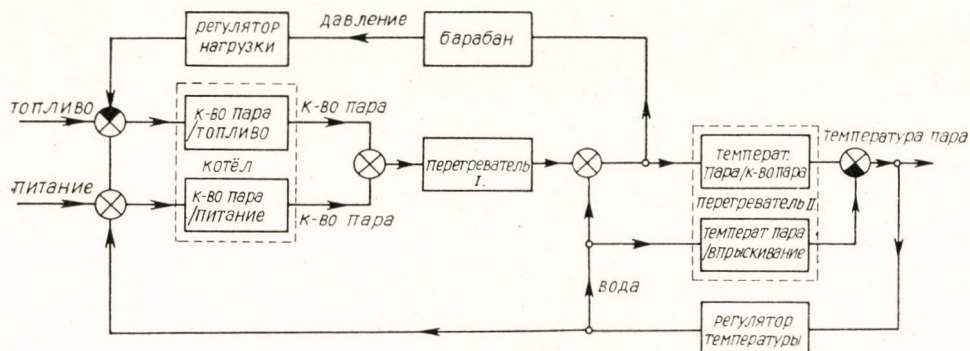 РЕГУЛЯТОР
НАГРУЗКИ
ДАВЛЕНИЕ
БАРАБАН
ТОПЛИВО
К-ВО ПАРА
/ТОПЛИВО
К-ВО ПАРА
КОТЁЛ
ПИТАНИЕ
К-ВО ПАРА
/ПИТАНИЕ
К-ВО ПАРА
ПЕРЕГРЕВАТЕЛЬ
I.
ТЕМПЕРАТ.
ПАРА/К-ВО ПАРА
ТЕМПЕРАТУРА ПАРА
ПЕРЕГРЕВАТЕЛЬ II
ТЕМПЕРАТ ПАРА
/ВПРЫСКИВАНИЕ
ВОДА
РЕГУЛЯТОР
ТЕМПЕРАТУРЫ